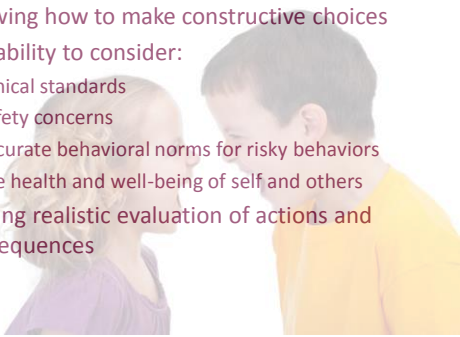 wing how to make constructive choices
ability to consider:
ical standards
fety concerns
curate behavioral norms for risky behaviors
e health and well-being of self and others
ing realistic evaluation of actions and
equences